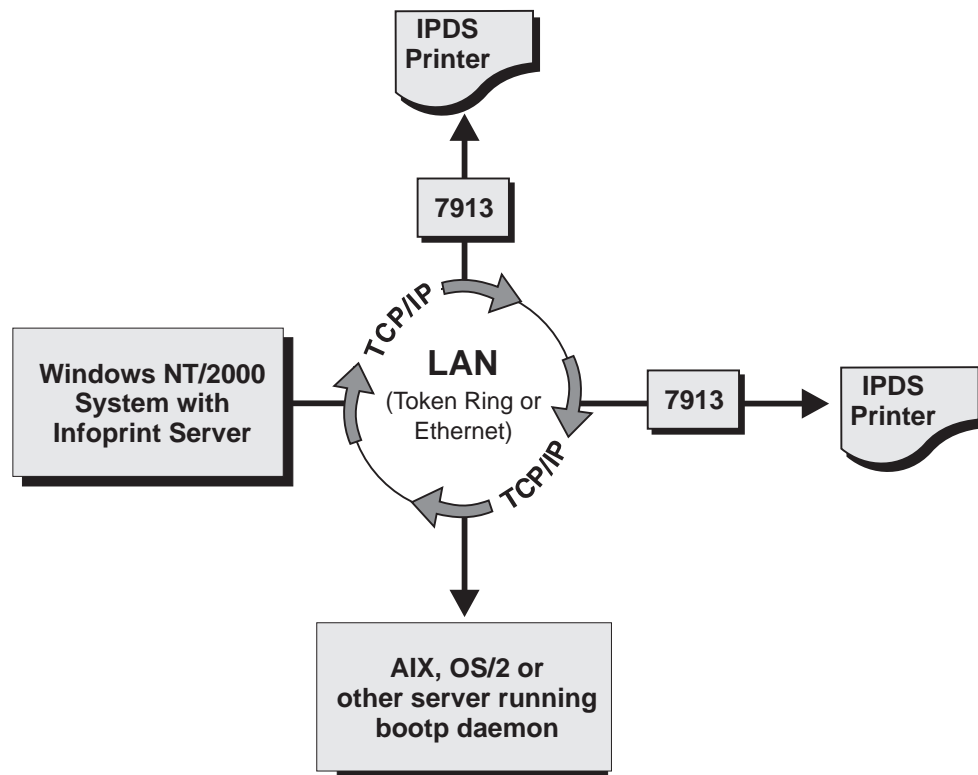 IPDS
Printer
7913
TCP/IP
LAN
(Token Ring or
Ethernet)
TCP/IP
Windows NT/2000
System with
Infoprint Server
7913
IPDS
Printer
AIX, OS/2 or
other server running
bootp daemon